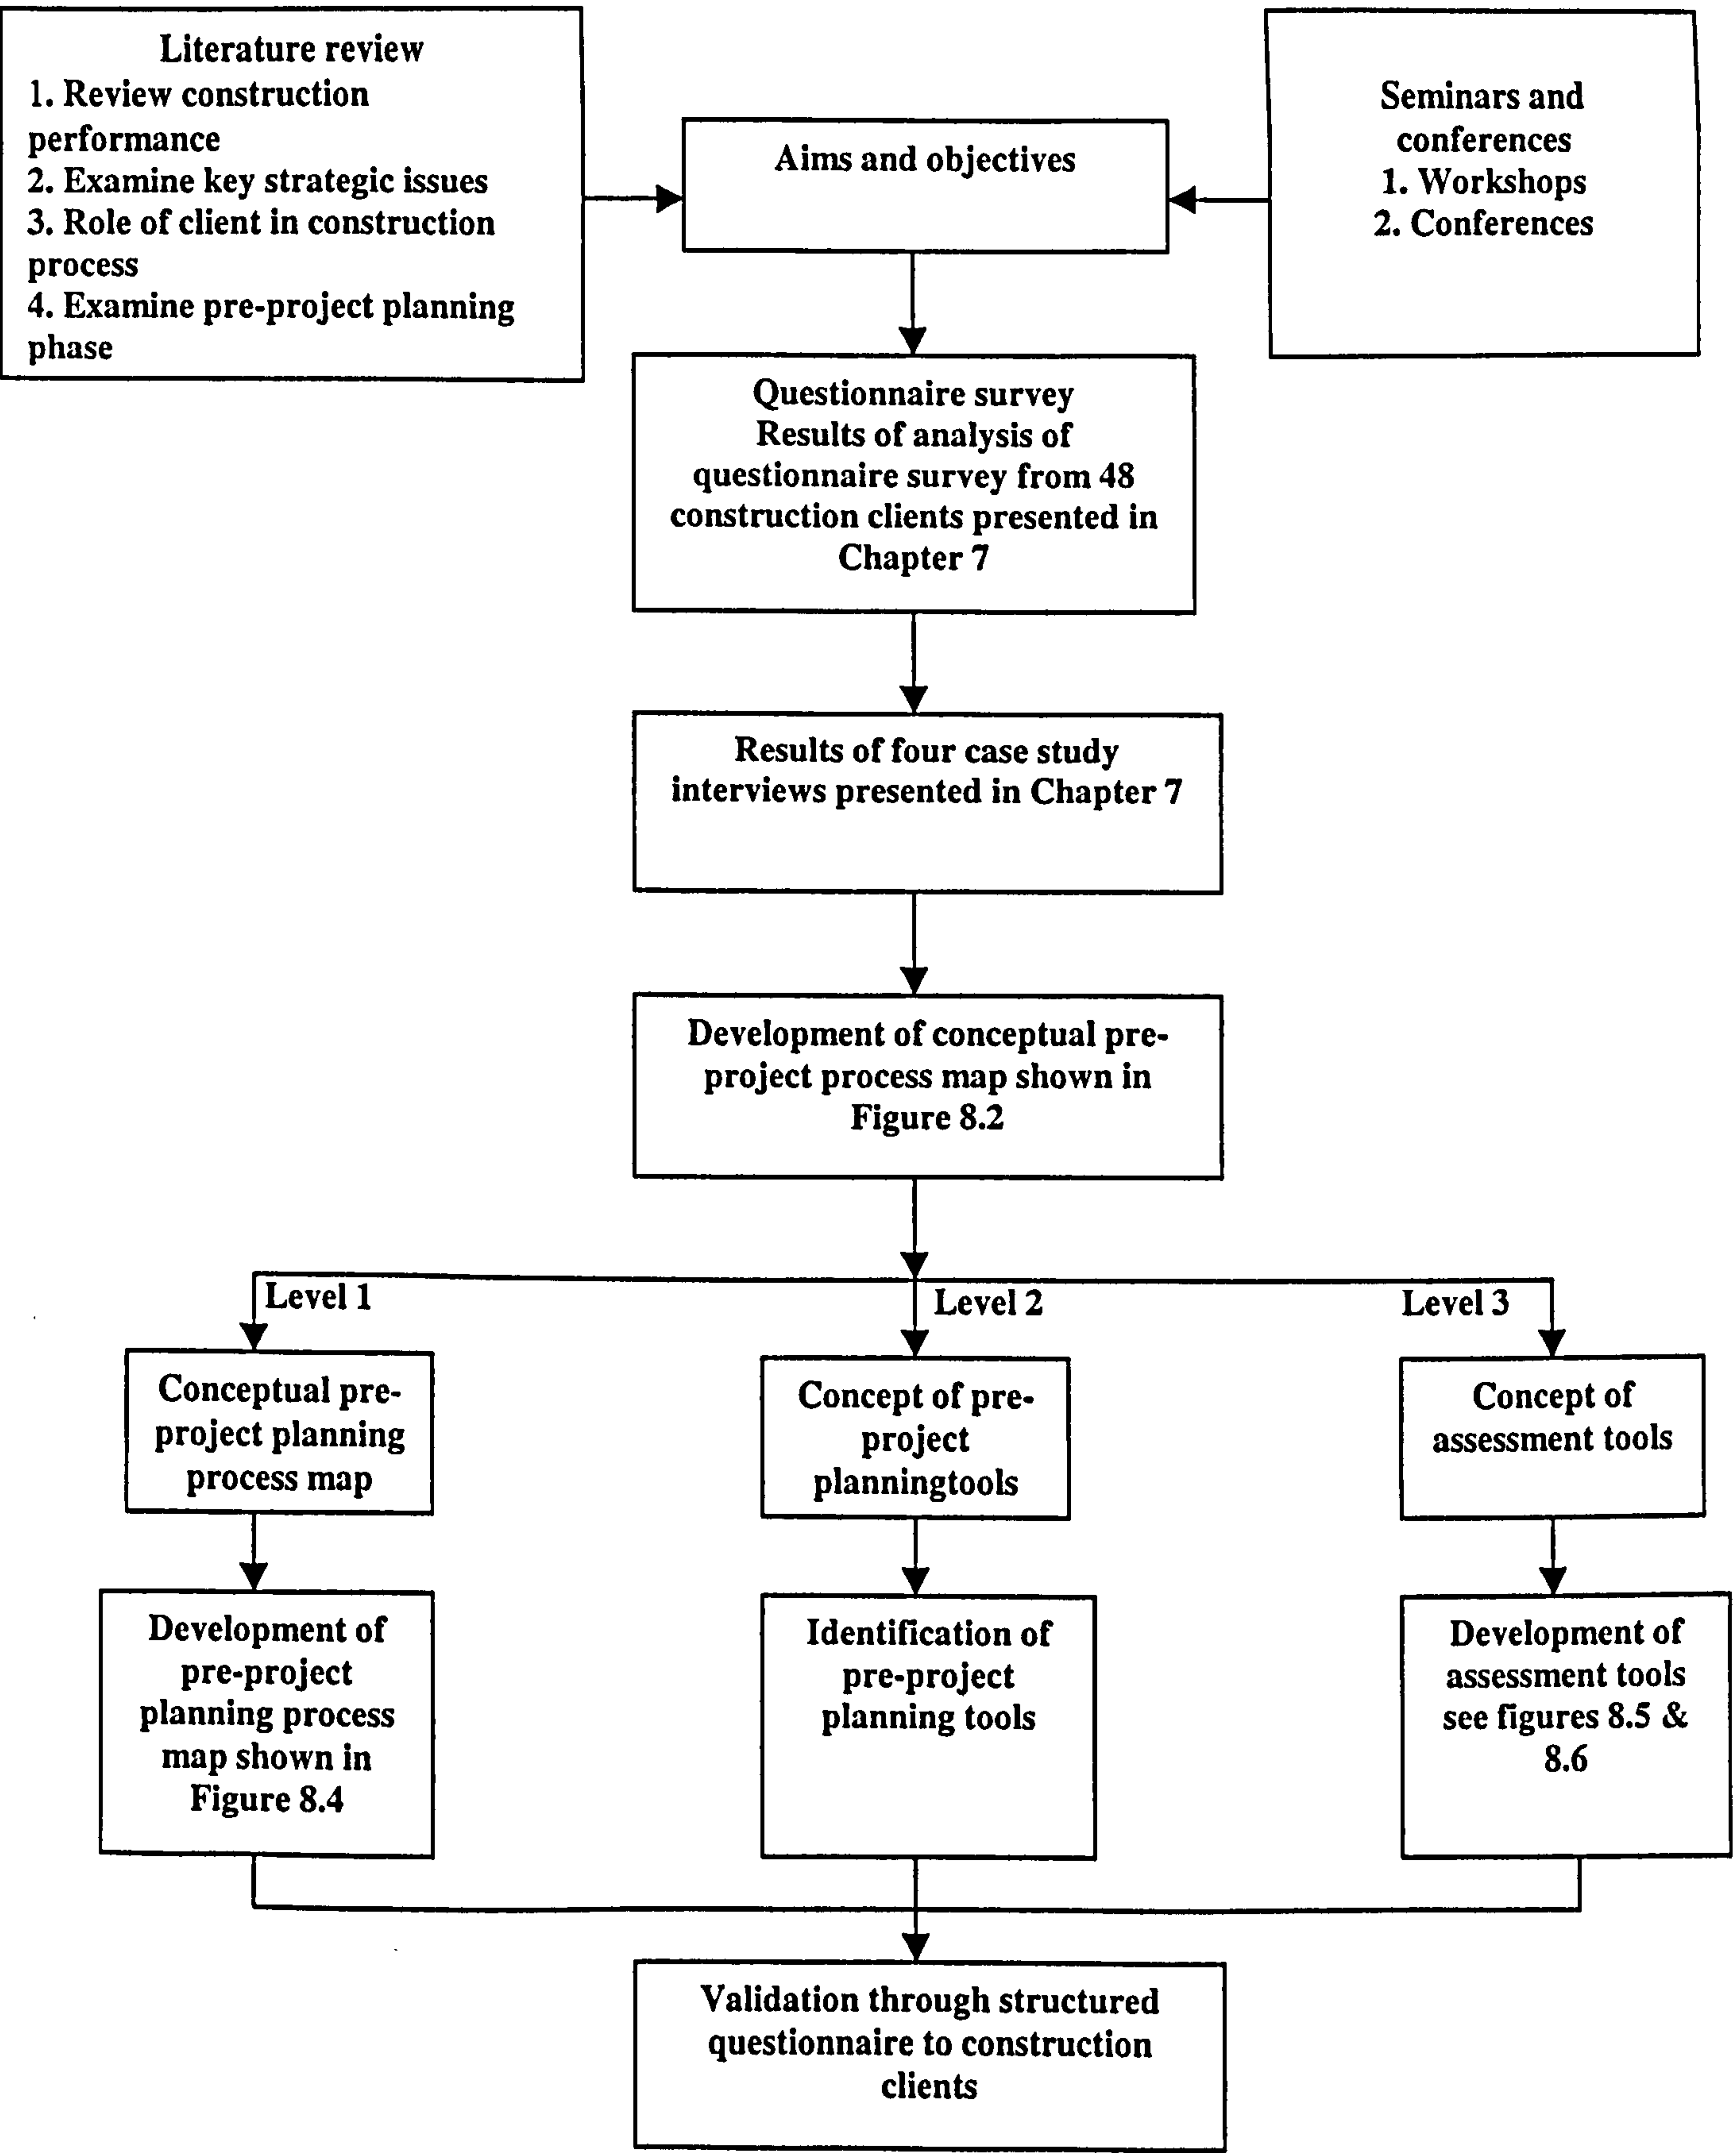 Literature review
1. Review construction
performance
2. Examine key strategic issues
3. Role of client in construction
process
4. Examine pre-project planning
phase
Aims and objectives
Seminars and
conferences
1. Workshops
2. Conferences
Questionnaire survey
Results of analysis of
questionnaire survey from 48
construction clients presented in
Chapter 7
Results of four case study
interviews presented in Chapter 7
Development of conceptual pre-
project process map shown in
Figure 8.2
Level 1
Level 2
Level 3
Conceptual pre-
project planning
process map
Concept of pre-
project
planningtools
Concept of
assessment tools
Development of
pre-project
planning process
map shown in
Figure 8.4
Identification of
pre-project
planning tools
Development of
assessment tools
see figures 8.5 &
8.6
Validation through structured
questionnaire to construction
clients